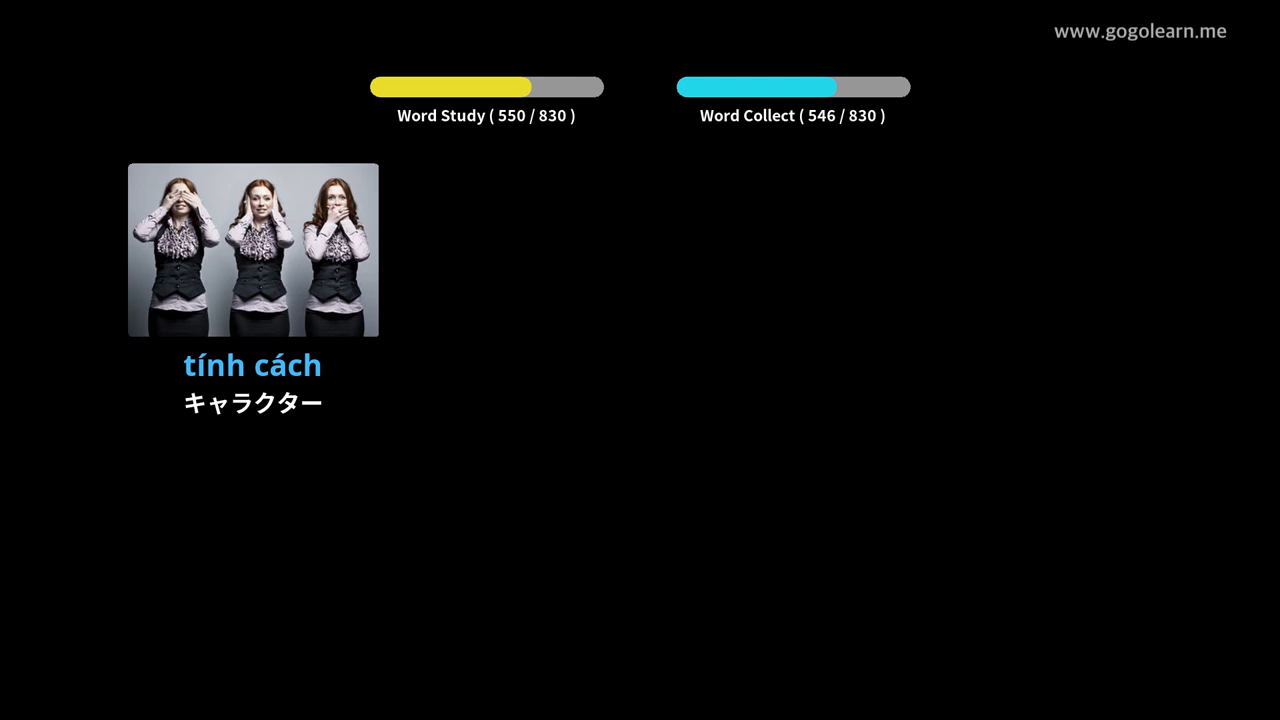 www.gogolearn.me
Word Study ( 550 / 830 )
Word Collect ( 546 / 830 )
tính cách
キャラクター